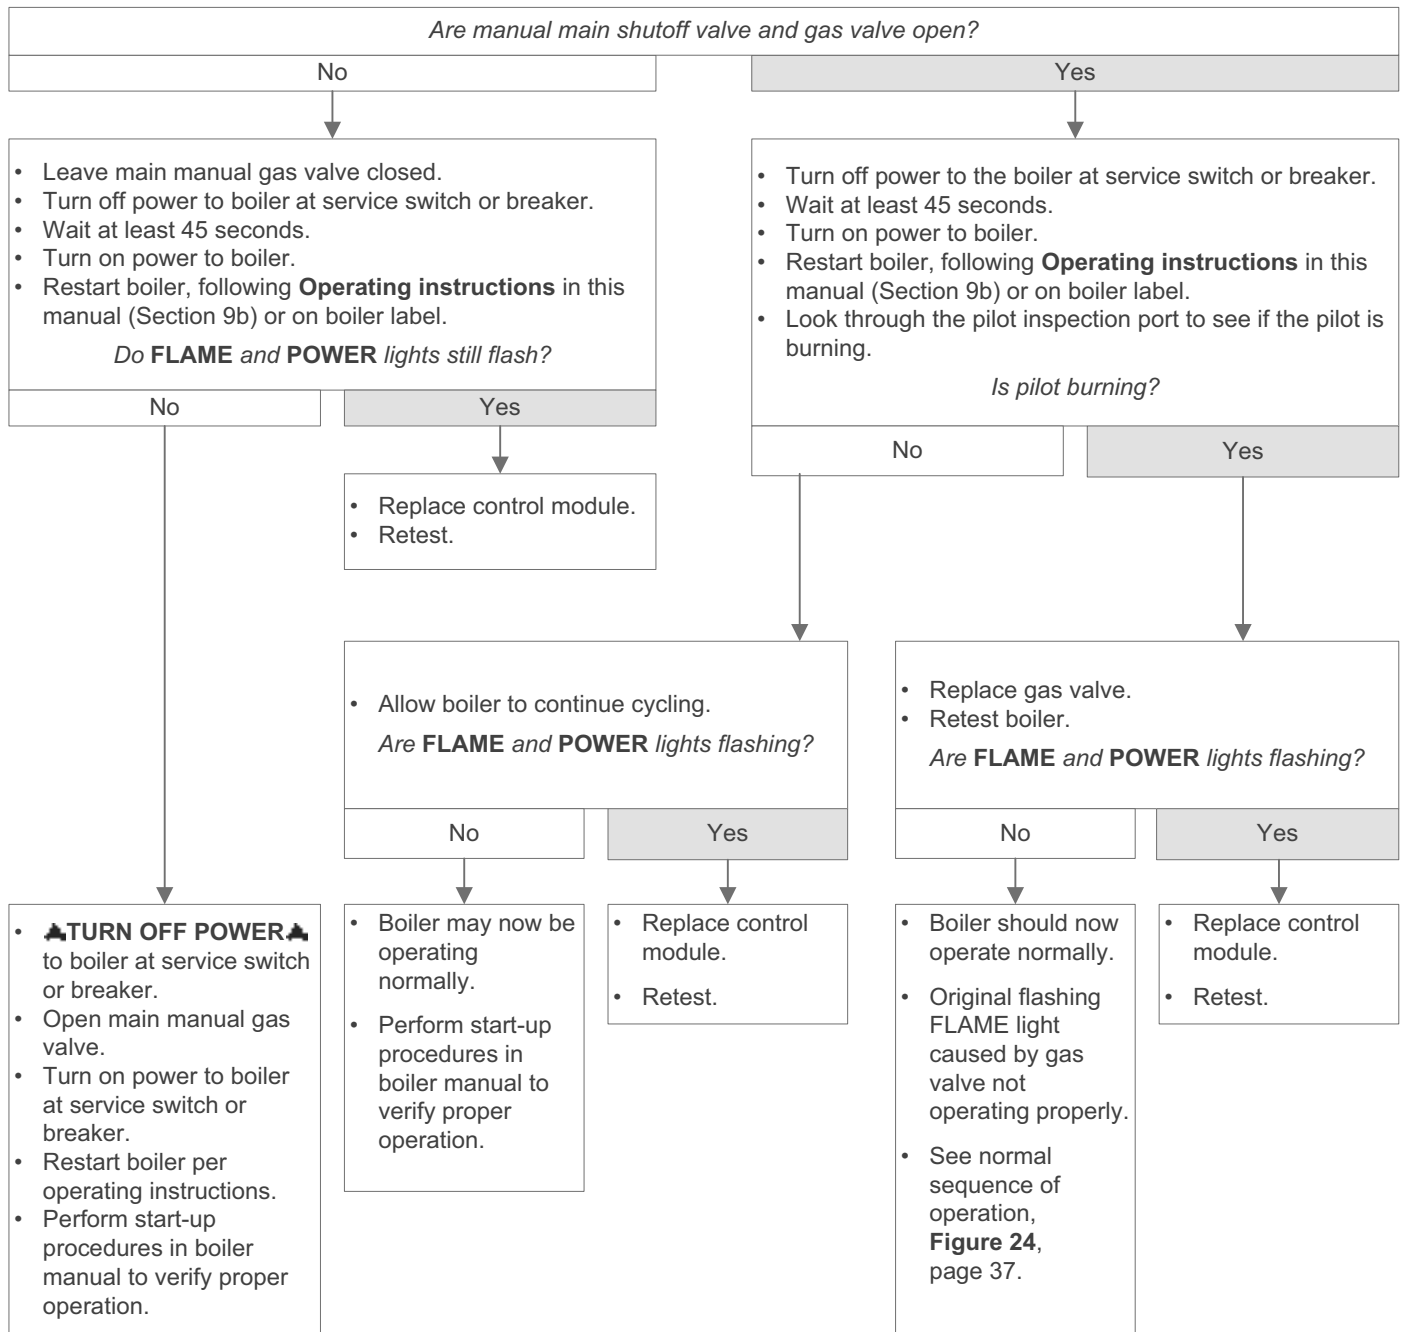 Are manual main shutoff valve and gas valve open?
No
Yes
• Leave main manual gas valve closed.
• Turn off power to boiler at service switch or breaker.
• Wait at least 45 seconds.
• Turn on power to boiler.
• Restart boiler, following Operating instructions in this
manual (Section 9b) or on boiler label.
Do FLAME and POWER lights still flash?
• Turn off power to the boiler at service switch or breaker.
• Wait at least 45 seconds.
• Turn on power to boiler.
• Restart boiler, following Operating instructions in this
manual (Section 9b) or on boiler label.
• Look through the pilot inspection port to see if the pilot is
burning.
Is pilot burning?
No
Yes
No
Yes
• Replace control module.
• Retest.
• Allow boiler to continue cycling.
Are FLAME and POWER lights flashing?
• Replace gas valve.
• Retest boiler.
Are FLAME and POWER lights flashing?
No
Yes
No
Yes
• TURN OFF POWER
to boiler at service switch
or breaker.
• Open main manual gas
valve.
• Turn on power to boiler
at service switch or
breaker.
• Restart boiler per
operating instructions.
• Perform start-up
procedures in boiler
manual to verify proper
operation.
• Boiler may now be
operating
normally.
• Perform start-up
procedures in
boiler manual to
verify proper
operation.
• Replace control
module.
• Retest.
• Boiler should now
operate normally.
• Original flashing
FLAME light
caused by gas
valve not
operating properly.
• See normal
sequence of
operation,
Figure 24,
page 37.
• Replace control
module.
• Retest.